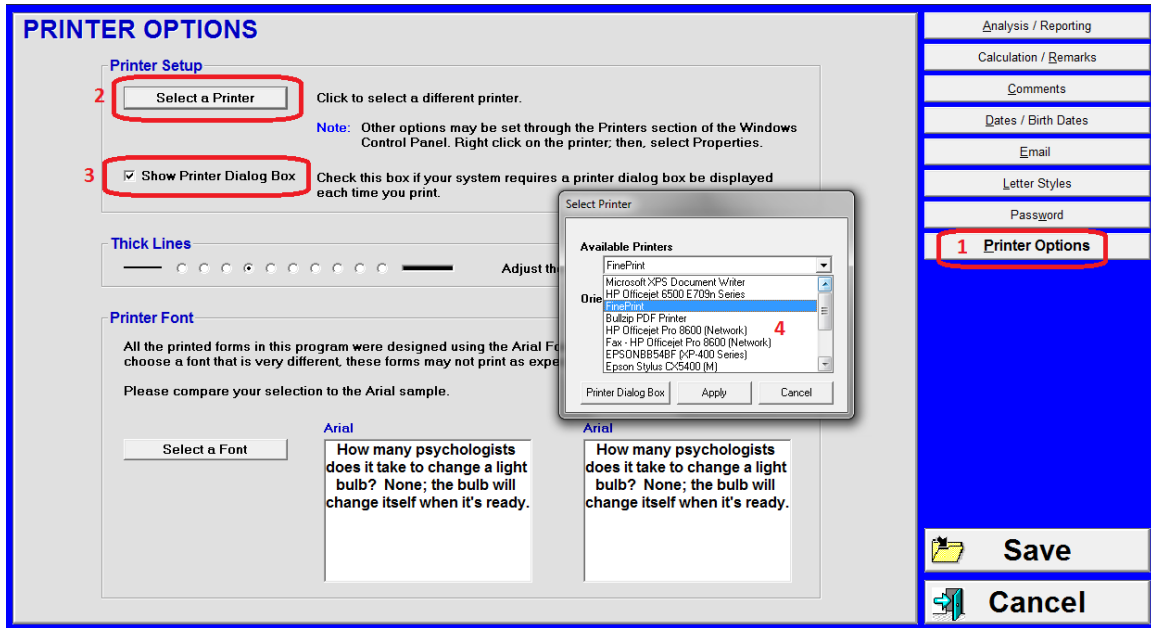 PRINTER OPTIONS
Printer Setup
2
Select a Printer
Click to select a different printer.
Note: Other options may be set through the Printers section of the Windows
Control Panel. Right click on the printer; then, select Properties.
3
Show Printer Dialog Box
Check this box if your system requires a printer dialog box be displayed
each time you print.
Thick Lines
Adjust th
Printer Font
All the printed forms in this program were designed using the Arial Fo
choose a font that is very different, these forms may not print as expe
Please compare your selection to the Arial sample.
Select a Font
Arial
How many psychologists
does it take to change a light
bulb? None; the bulb will
change itself when it's ready.
Arial
How many psychologists
does it take to change a light
bulb? None; the bulb will
change itself when it's ready.
Select Printer
Available Printers
FinePrint
Orie
Microsoft XPS Document Writer
HP Officejet 6500 E709n Series
FinePrint
Bullzip PDF Printer
HP Officejet Pro 8600 (Network)
4
Fax - HP Officejet Pro 8600 (Network)
EPSONBB54BF (XP-400 Series)
Epson Stylus CX5400 (M)
Printer Dialog Box
Apply
Cancel
Analysis / Reporting
Calculation / Remarks
Comments
Dates / Birth Dates
Email
Letter Styles
Password
1 Printer Options
Save
Cancel